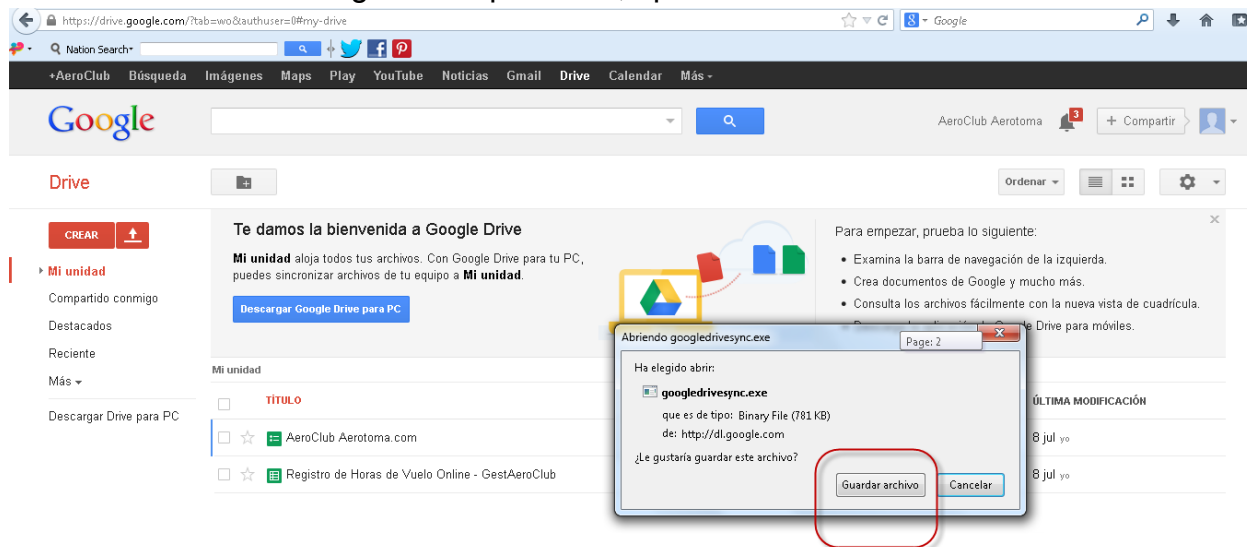 https://drive.google.com/?tab=wo&authuser=0#my-drive
Google
Nation Search
+AeroClub Búsqueda Imágenes Maps Play YouTube Noticias Gmail Drive Calendar Más
Google
AeroClub Aerotoma 3 + Compartir
Drive
Ordenar
CREAR
Mi unidad
Compartido conmigo
Destacados
Reciente
Más
Descargar Drive para PC
Te damos la bienvenida a Google Drive
Mi unidad aloja todos tus archivos. Con Google Drive para tu PC,
puedes sincronizar archivos de tu equipo a Mi unidad.
Descargar Google Drive para PC
Para empezar, prueba lo siguiente:
• Examina la barra de navegación de la izquierda.
• Crea documentos de Google y mucho más.
• Consulta los archivos fácilmente con la nueva vista de cuadrícula.
Drive para móviles.
Mi unidad
TÍTULO
ÚLTIMA MODIFICACIÓN
AeroClub Aerotoma.com
8 jul yo
Registro de Horas de Vuelo Online - GestAeroClub
8 jul yo
Abriendo googledrivesync.exe
Page: 2
Ha elegido abrir:
googledrivesync.exe
que es de tipo: Binary File (781 KB)
de: http://dl.google.com
¿Le gustaría guardar este archivo?
Guardar archivo Cancelar